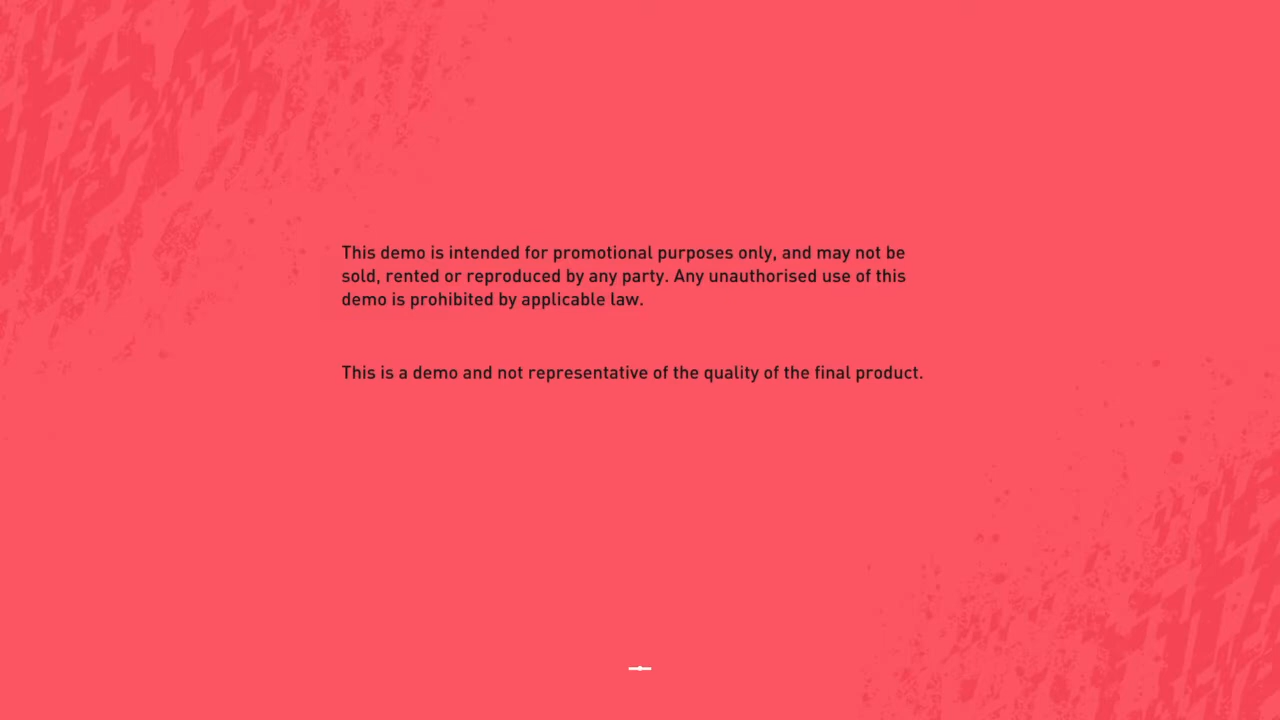 This demo is intended for promotional purposes only, and may not be
sold, rented or reproduced by any party. Any unauthorised use of this
demo is prohibited by applicable law.
This is a demo and not representative of the quality of the final product.